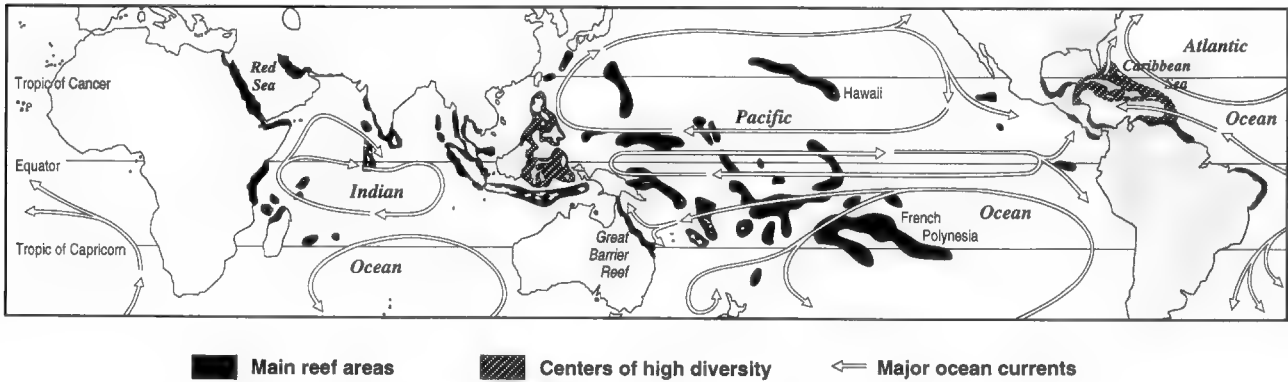 Atlantic
Red
Sea
Caribbean
Sea
Tropic of Cancer
Hawaii
Pacific
Ocean
Equator
Indian
Ocean
French
Polynesia
Great
Barrier
Reef
Tropic of Capricorn
Ocean
Main reef areas
Centers of high diversity
Major ocean currents